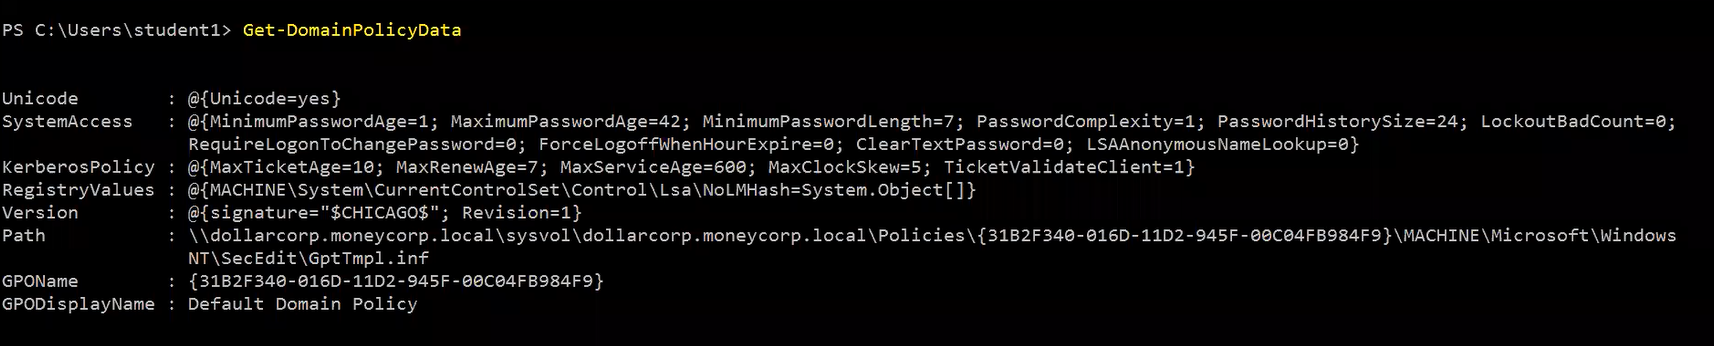 PS C:\Users\student1> Get-DomainPolicyData
Unicode : @{Unicode=yes}
SystemAccess : @{MinimumPasswordAge=1; MaximumPasswordAge=42; MinimumPasswordLength=7; PasswordComplexity=1; PasswordHistorySize=24; LockoutBadCount=0;
RequireLogonToChangePassword=0; ForceLogoffWhenHourExpire=0; ClearTextPassword=0; LSAAnonymousNameLookup=0}
KerberosPolicy : @{MaxTicketAge=10; MaxRenewAge=7; MaxServiceAge=600; MaxClockSkew=5; TicketValidateClient=1}
RegistryValues : @{MACHINE\System\CurrentControlSet\Control\Lsa\NoLMHash=System.Object[]}
Version : @{signature="$CHICAGO$"; Revision=1}
Path : \\dollarcorp.moneycorp.local\sysvol\dollarcorp.moneycorp.local\Policies\{31B2F340-016D-11D2-945F-00C04FB984F9}\MACHINE\Microsoft\Windows
NT\SecEdit\GptTmpl.inf
GPOName : {31B2F340-016D-11D2-945F-00C04FB984F9}
GPODisplayName : Default Domain Policy